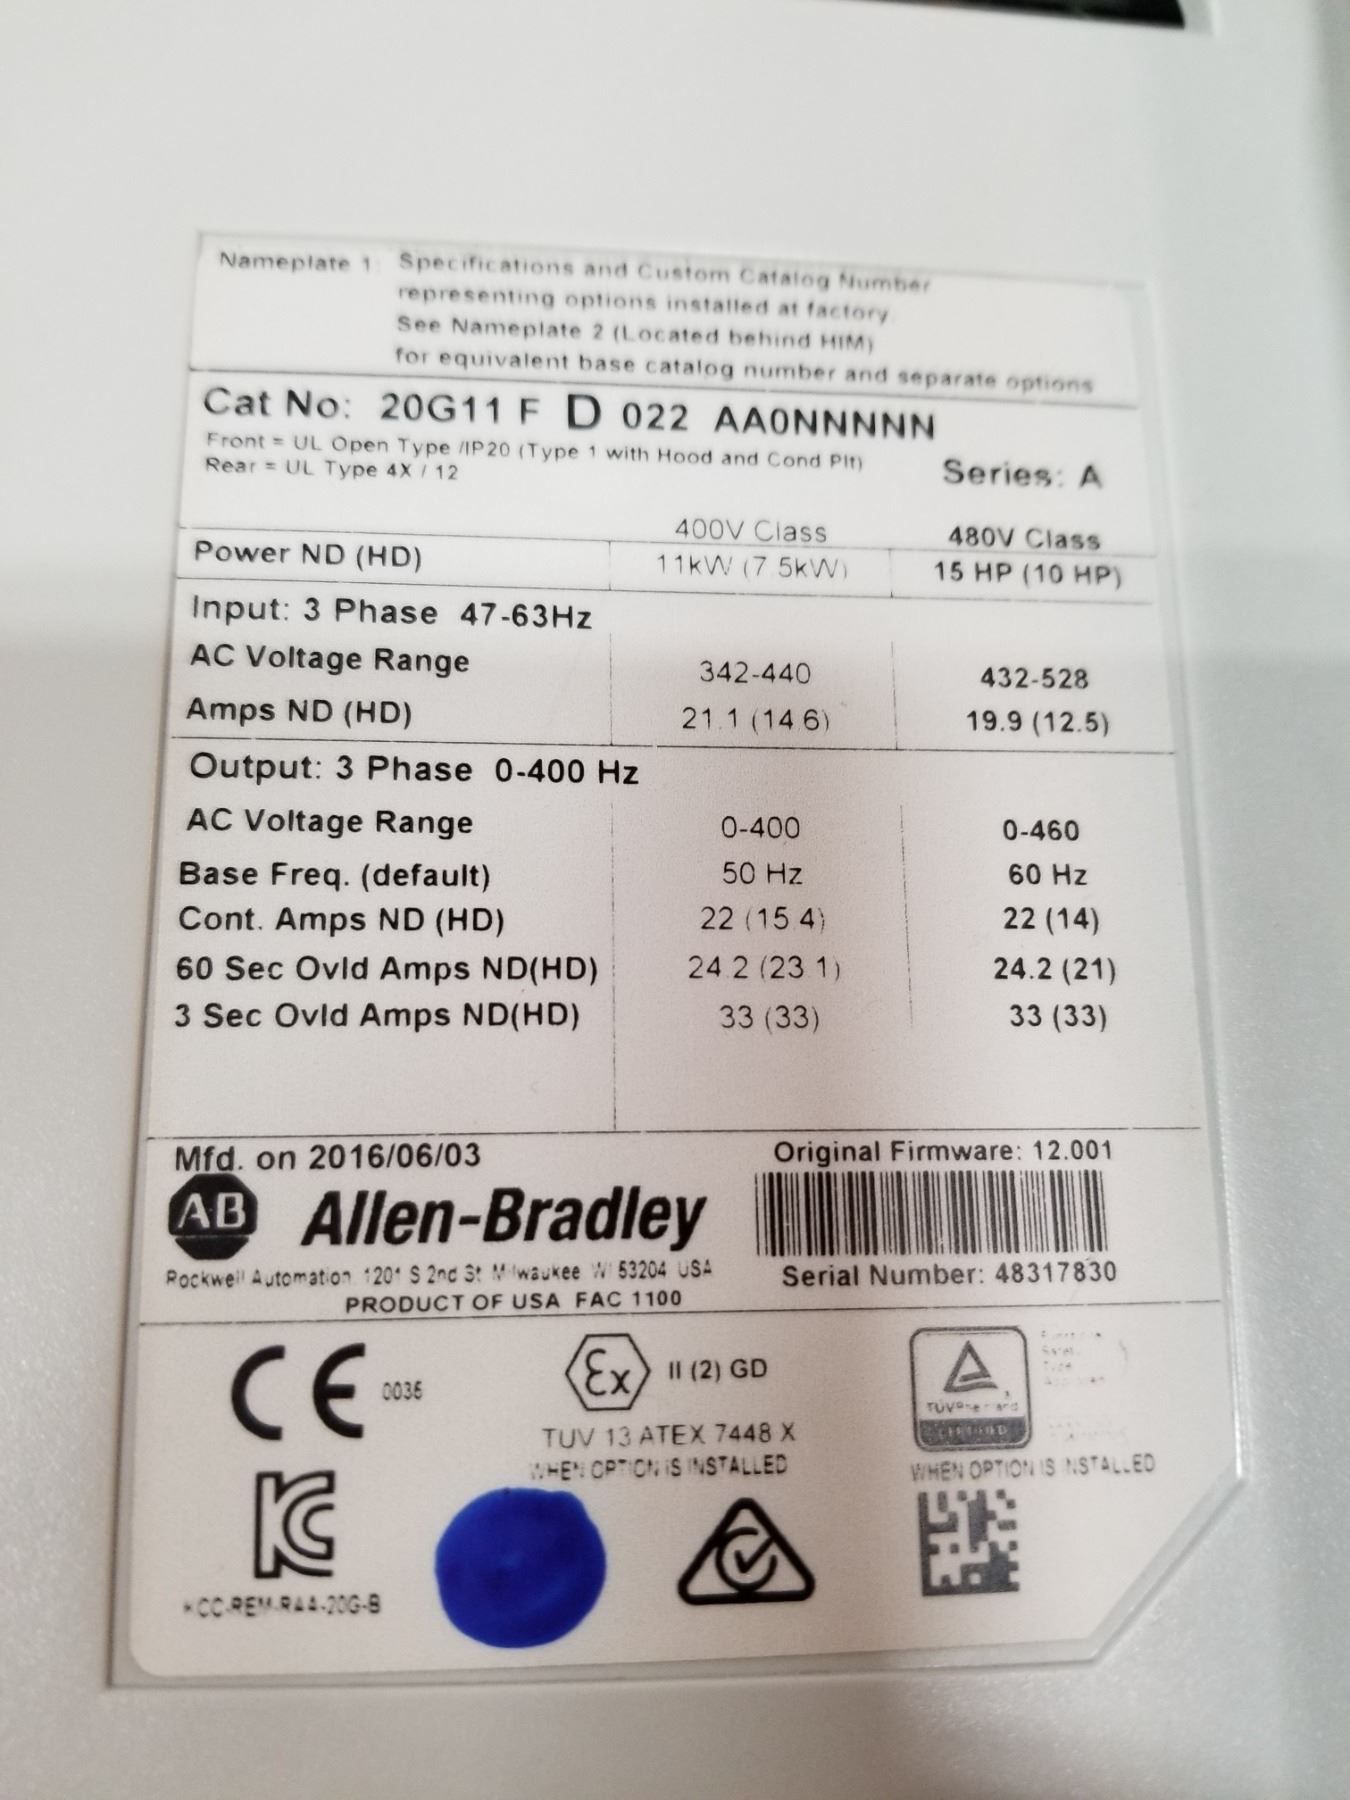 Nameplate 1: Specifications and Custom Catalog Number
representing options installed at factory.
See Nameplate 2 (Located behind HIM)
for equivalent base catalog number and separate options
Cat No: 20G11 F D 022 AA0NNNNN
Front = UL Open Type /IP20 (Type 1 with Hood and Cond Plt)
Rear = UL Type 4X / 12
Series: A
400V Class 480V Class
Power ND (HD) 11kW (7.5kW) 15 HP (10 HP)
Input: 3 Phase 47-63Hz
AC Voltage Range 342-440 432-528
Amps ND (HD) 21.1 (14.6) 19.9 (12.5)
Output: 3 Phase 0-400 Hz
AC Voltage Range 0-400 0-460
Base Freq. (default) 50 Hz 60 Hz
Cont. Amps ND (HD) 22 (15.4) 22 (14)
60 Sec Ovld Amps ND(HD) 24.2 (23.1) 24.2 (21)
3 Sec Ovld Amps ND(HD) 33 (33) 33 (33)
Mfd. on 2016/06/03 Original Firmware: 12.001
AB Allen-Bradley
Rockwell Automation 1201 S 2nd St Milwaukee WI 53204 USA
Serial Number: 48317830
PRODUCT OF USA FAC 1100
CE 0035
Ex II (2) GD
TUV 13 ATEX 7448 X
WHEN OPTION IS INSTALLED
TÜVRheinland
CERTIFIED
WHEN OPTION IS INSTALLED
KCC-REM-RAA-20G-B